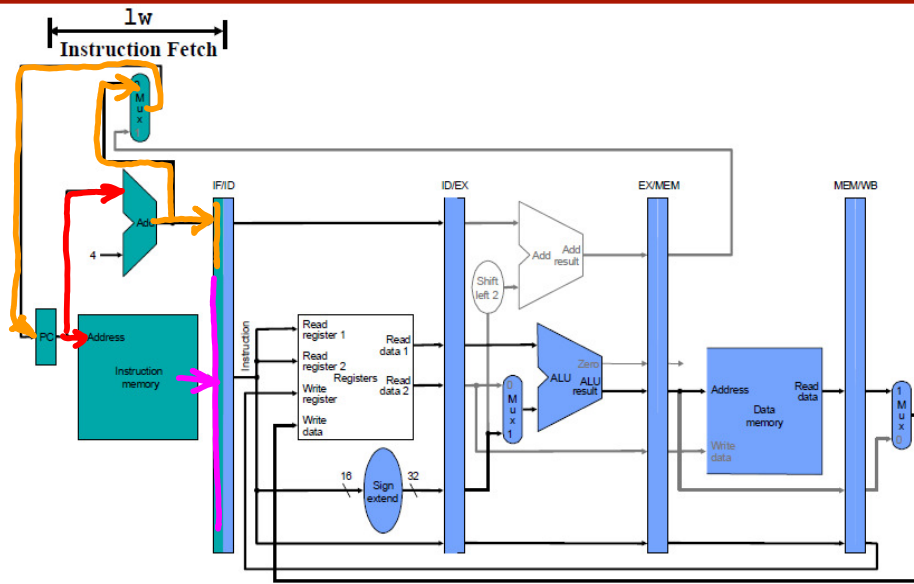 lw
Instruction Fetch
0
M
u
x
1
IF/ID
ID/EX
EX/MEM
MEM/WB
Add
4
Add
Add
result
Shift
left 2
PC
Address
Instruction
memory
Instruction
Read
register 1
Read
register 2
Write
register
Write
data
Registers
Read
data 1
Read
data 2
16
Sign
extend
32
0
M
u
x
1
Zero
ALU
ALU
result
Address
Write
data
Read
data
Data
memory
1
M
u
x
0